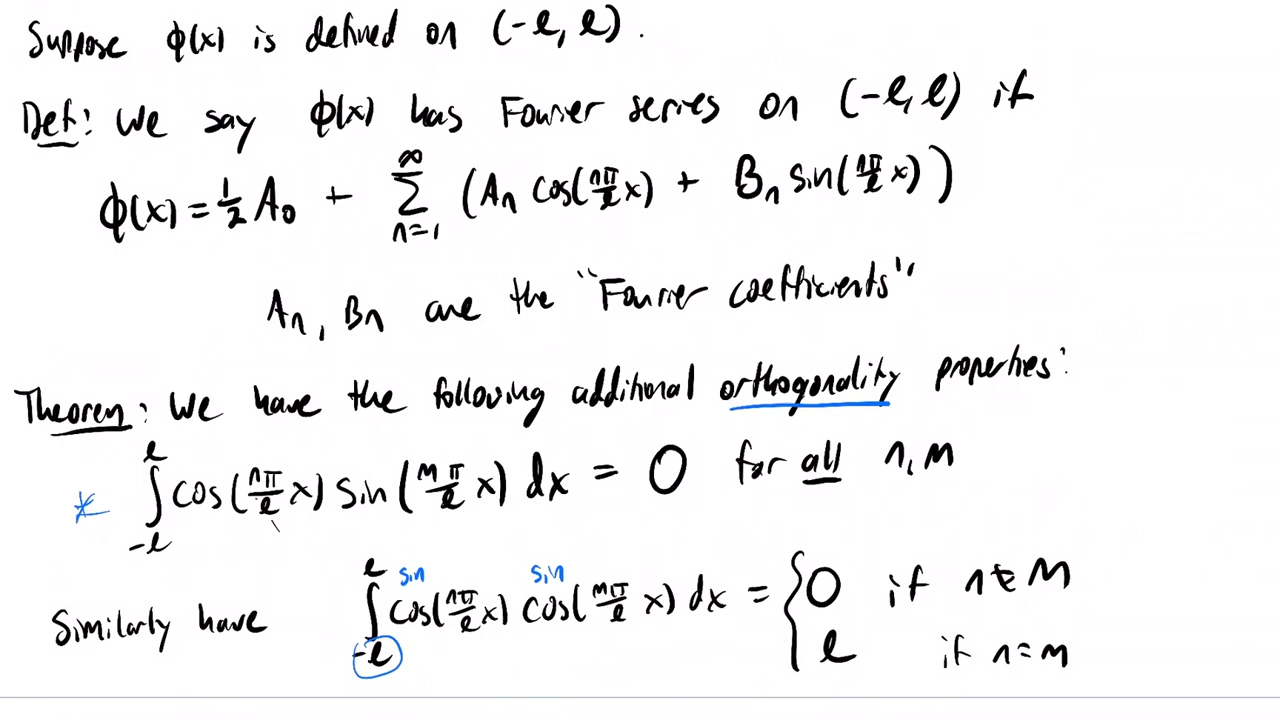 Suppose φ(x) is defined on (-ℓ, ℓ).
Def: We say φ(x) has Fourier series on (-ℓ, ℓ) if
φ(x) = ½ A₀ + ∑_{n=1}^{∞} (Aₙ cos(nπ/ℓ x) + Bₙ sin(nπ/ℓ x))
Aₙ, Bₙ are the "Fourier coefficients"
Theorem: We have the following additional orthogonality properties:
* ∫_{-ℓ}^{ℓ} cos(nπ/ℓ x) sin(mπ/ℓ x) dx = 0 for all n, m
sin sin
Similarly have ∫_{-ℓ}^{ℓ} cos(nπ/ℓ x) cos(mπ/ℓ x) dx = { 0 if n ≠ m
ℓ if n = m